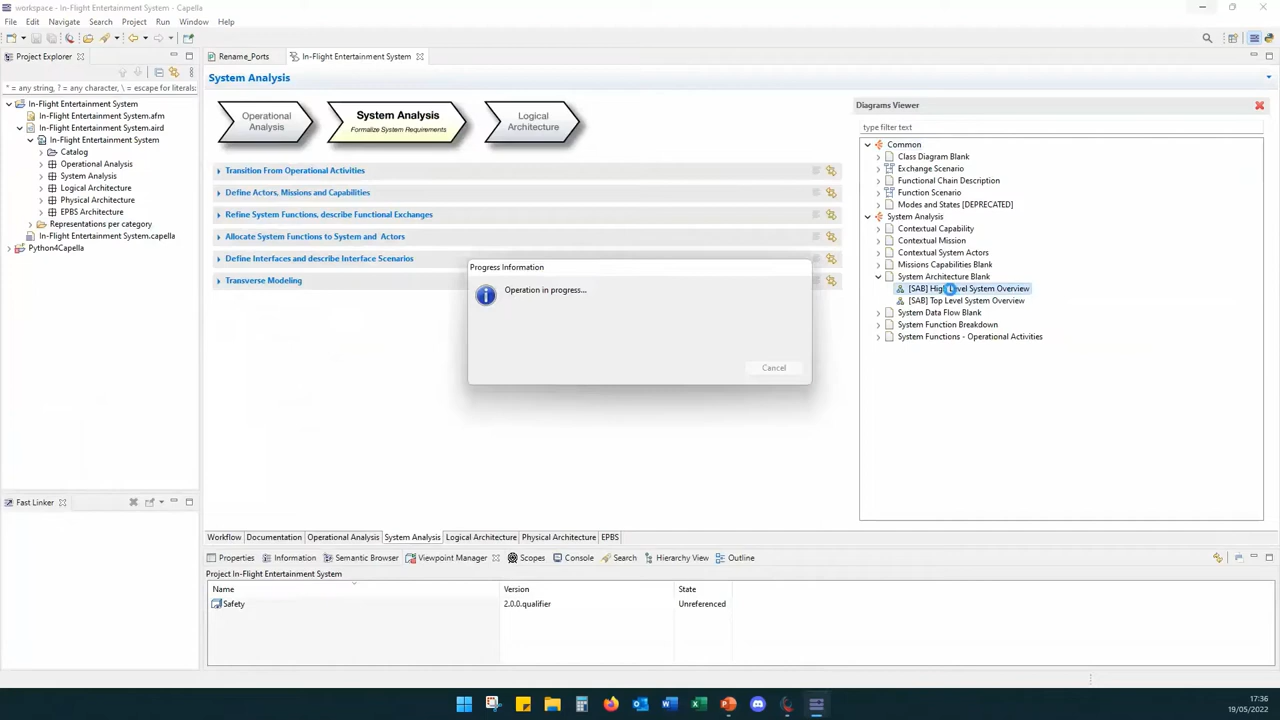 workspace - In-Flight Entertainment System - Capella
File Edit Navigate Search Project Run Window Help
Project Explorer
* = any string, ? = any character, \ = escape for literals:
In-Flight Entertainment System
In-Flight Entertainment System.afm
In-Flight Entertainment System.aird
In-Flight Entertainment System
Catalog
Operational Analysis
System Analysis
Logical Architecture
Physical Architecture
EPBS Architecture
Representations per category
In-Flight Entertainment System.capella
Python4Capella
Fast Linker
Rename_Ports
In-Flight Entertainment System
System Analysis
Operational Analysis
System Analysis
Formalize System Requirements
Logical Architecture
Transition From Operational Activities
Define Actors, Missions and Capabilities
Refine System Functions, describe Functional Exchanges
Allocate System Functions to System and Actors
Define Interfaces and describe Interface Scenarios
Transverse Modeling
Progress Information
Operation in progress...
Cancel
Diagrams Viewer
type filter text
Common
Class Diagram Blank
Exchange Scenario
Functional Chain Description
Function Scenario
Modes and States [DEPRECATED]
System Analysis
Contextual Capability
Contextual Mission
Contextual System Actors
Missions Capabilities Blank
System Architecture Blank
[SAB] High Level System Overview
[SAB] Top Level System Overview
System Data Flow Blank
System Function Breakdown
System Functions - Operational Activities
Workflow Documentation Operational Analysis System Analysis Logical Architecture Physical Architecture EPBS
Properties Information Semantic Browser Viewpoint Manager Scopes Console Search Hierarchy View Outline
Project In-Flight Entertainment System
Name Version State
Safety 2.0.0.qualifier Unreferenced
17:36
19/05/2022